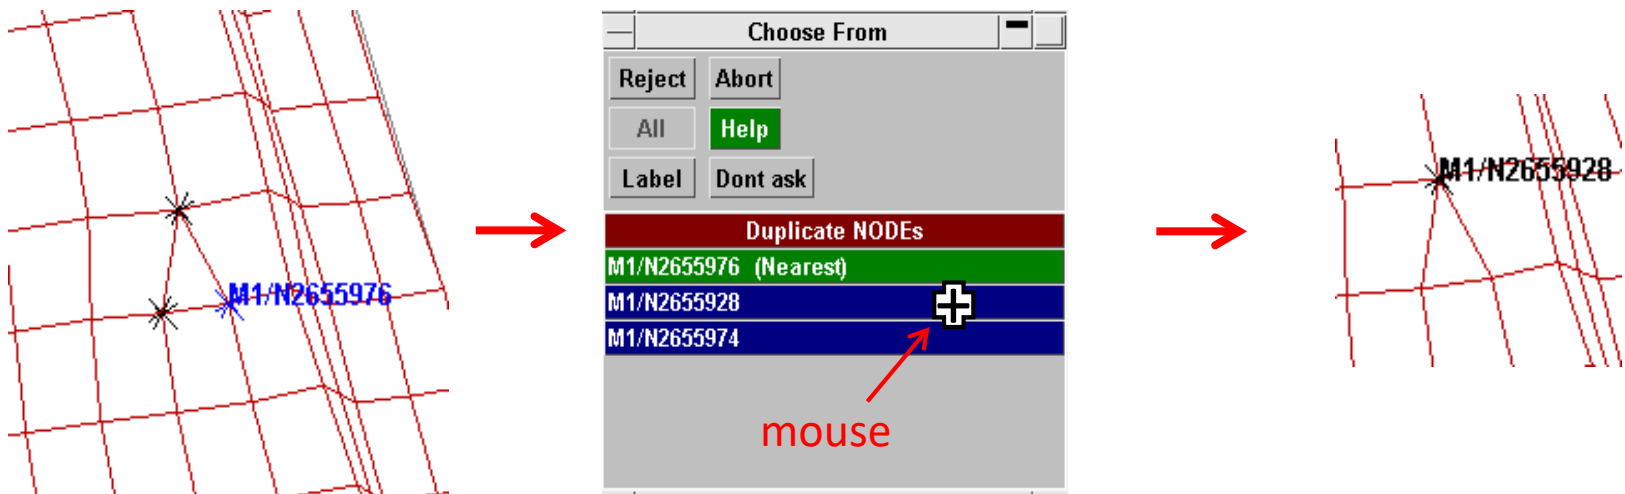 M1/N2655976
Choose From
Reject Abort
All Help
Label Dont ask
Duplicate NODEs
M1/N2655976 (Nearest)
M1/N2655928
M1/N2655974
mouse
M1/N2655928